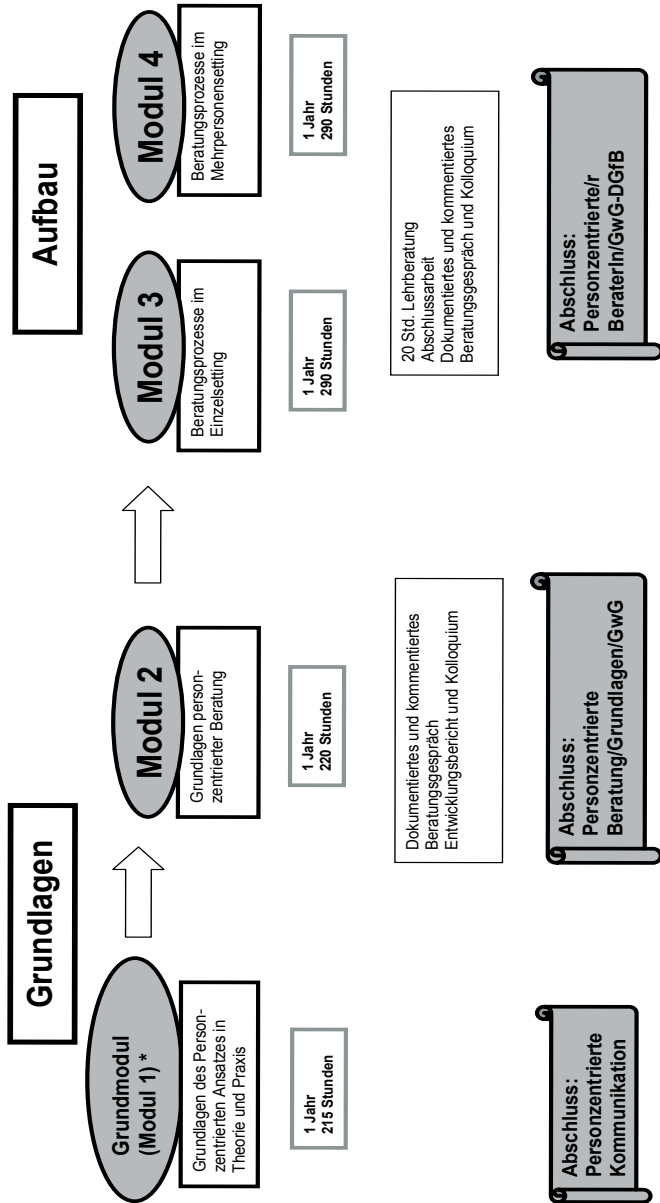 Grundlagen
Aufbau
Grundmodul
(Modul 1) *
Grundlagen des Person-
zentrierten Ansatzes in
Theorie und Praxis
1 Jahr
215 Stunden
Abschluss:
Personzentrierte
Kommunikation
Modul 2
Grundlagen person-
zentrierter Beratung
1 Jahr
220 Stunden
Dokumentiertes und kommentiertes
Beratungsgespräch
Entwicklungsbericht und Kolloquium
Abschluss:
Personzentrierte
Beratung/Grundlagen/GwG
Modul 3
Beratungsprozesse im
Einzelsetting
1 Jahr
290 Stunden
Modul 4
Beratungsprozesse im
Mehrpersonensetting
1 Jahr
290 Stunden
20 Std. Lehrberatung
Abschlussarbeit
Dokumentiertes und kommentiertes
Beratungsgespräch und Kolloquium
Abschluss:
Personzentrierte/r
BeraterIn/GwG-DGfB